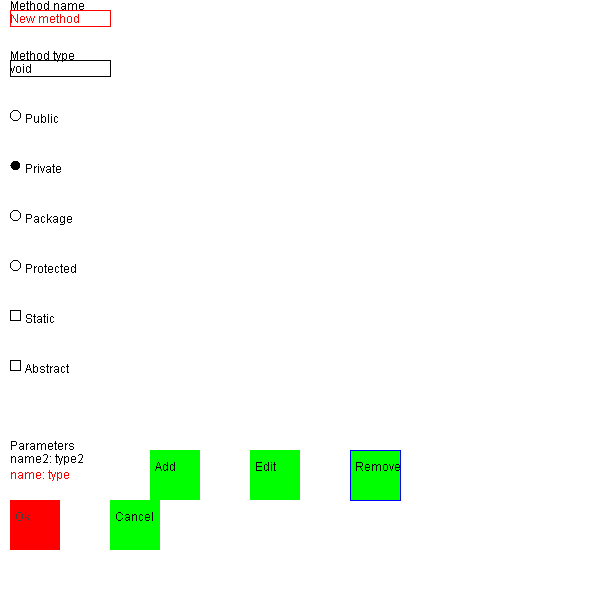 Method name
New method
Method type
void
Public
Private
Package
Protected
Static
Abstract
Parameters
name2: type2
name: type
Add
Edit
Remove
Ok
Cancel